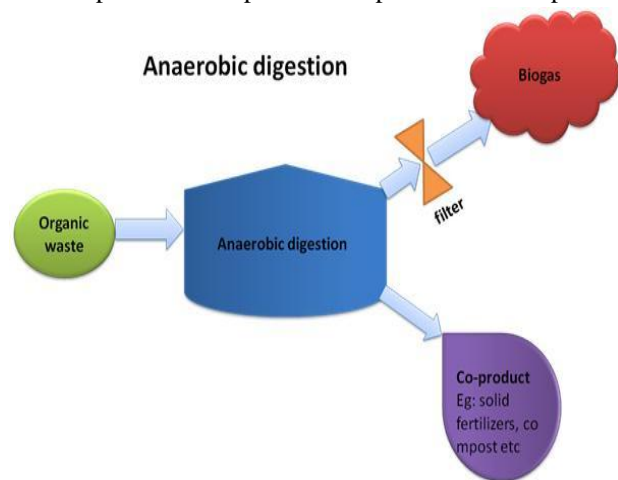 Anaerobic digestion
Biogas
filter
Organic
waste
Anaerobic digestion
Co-product
Eg: solid
fertilizers, co
mpost etc